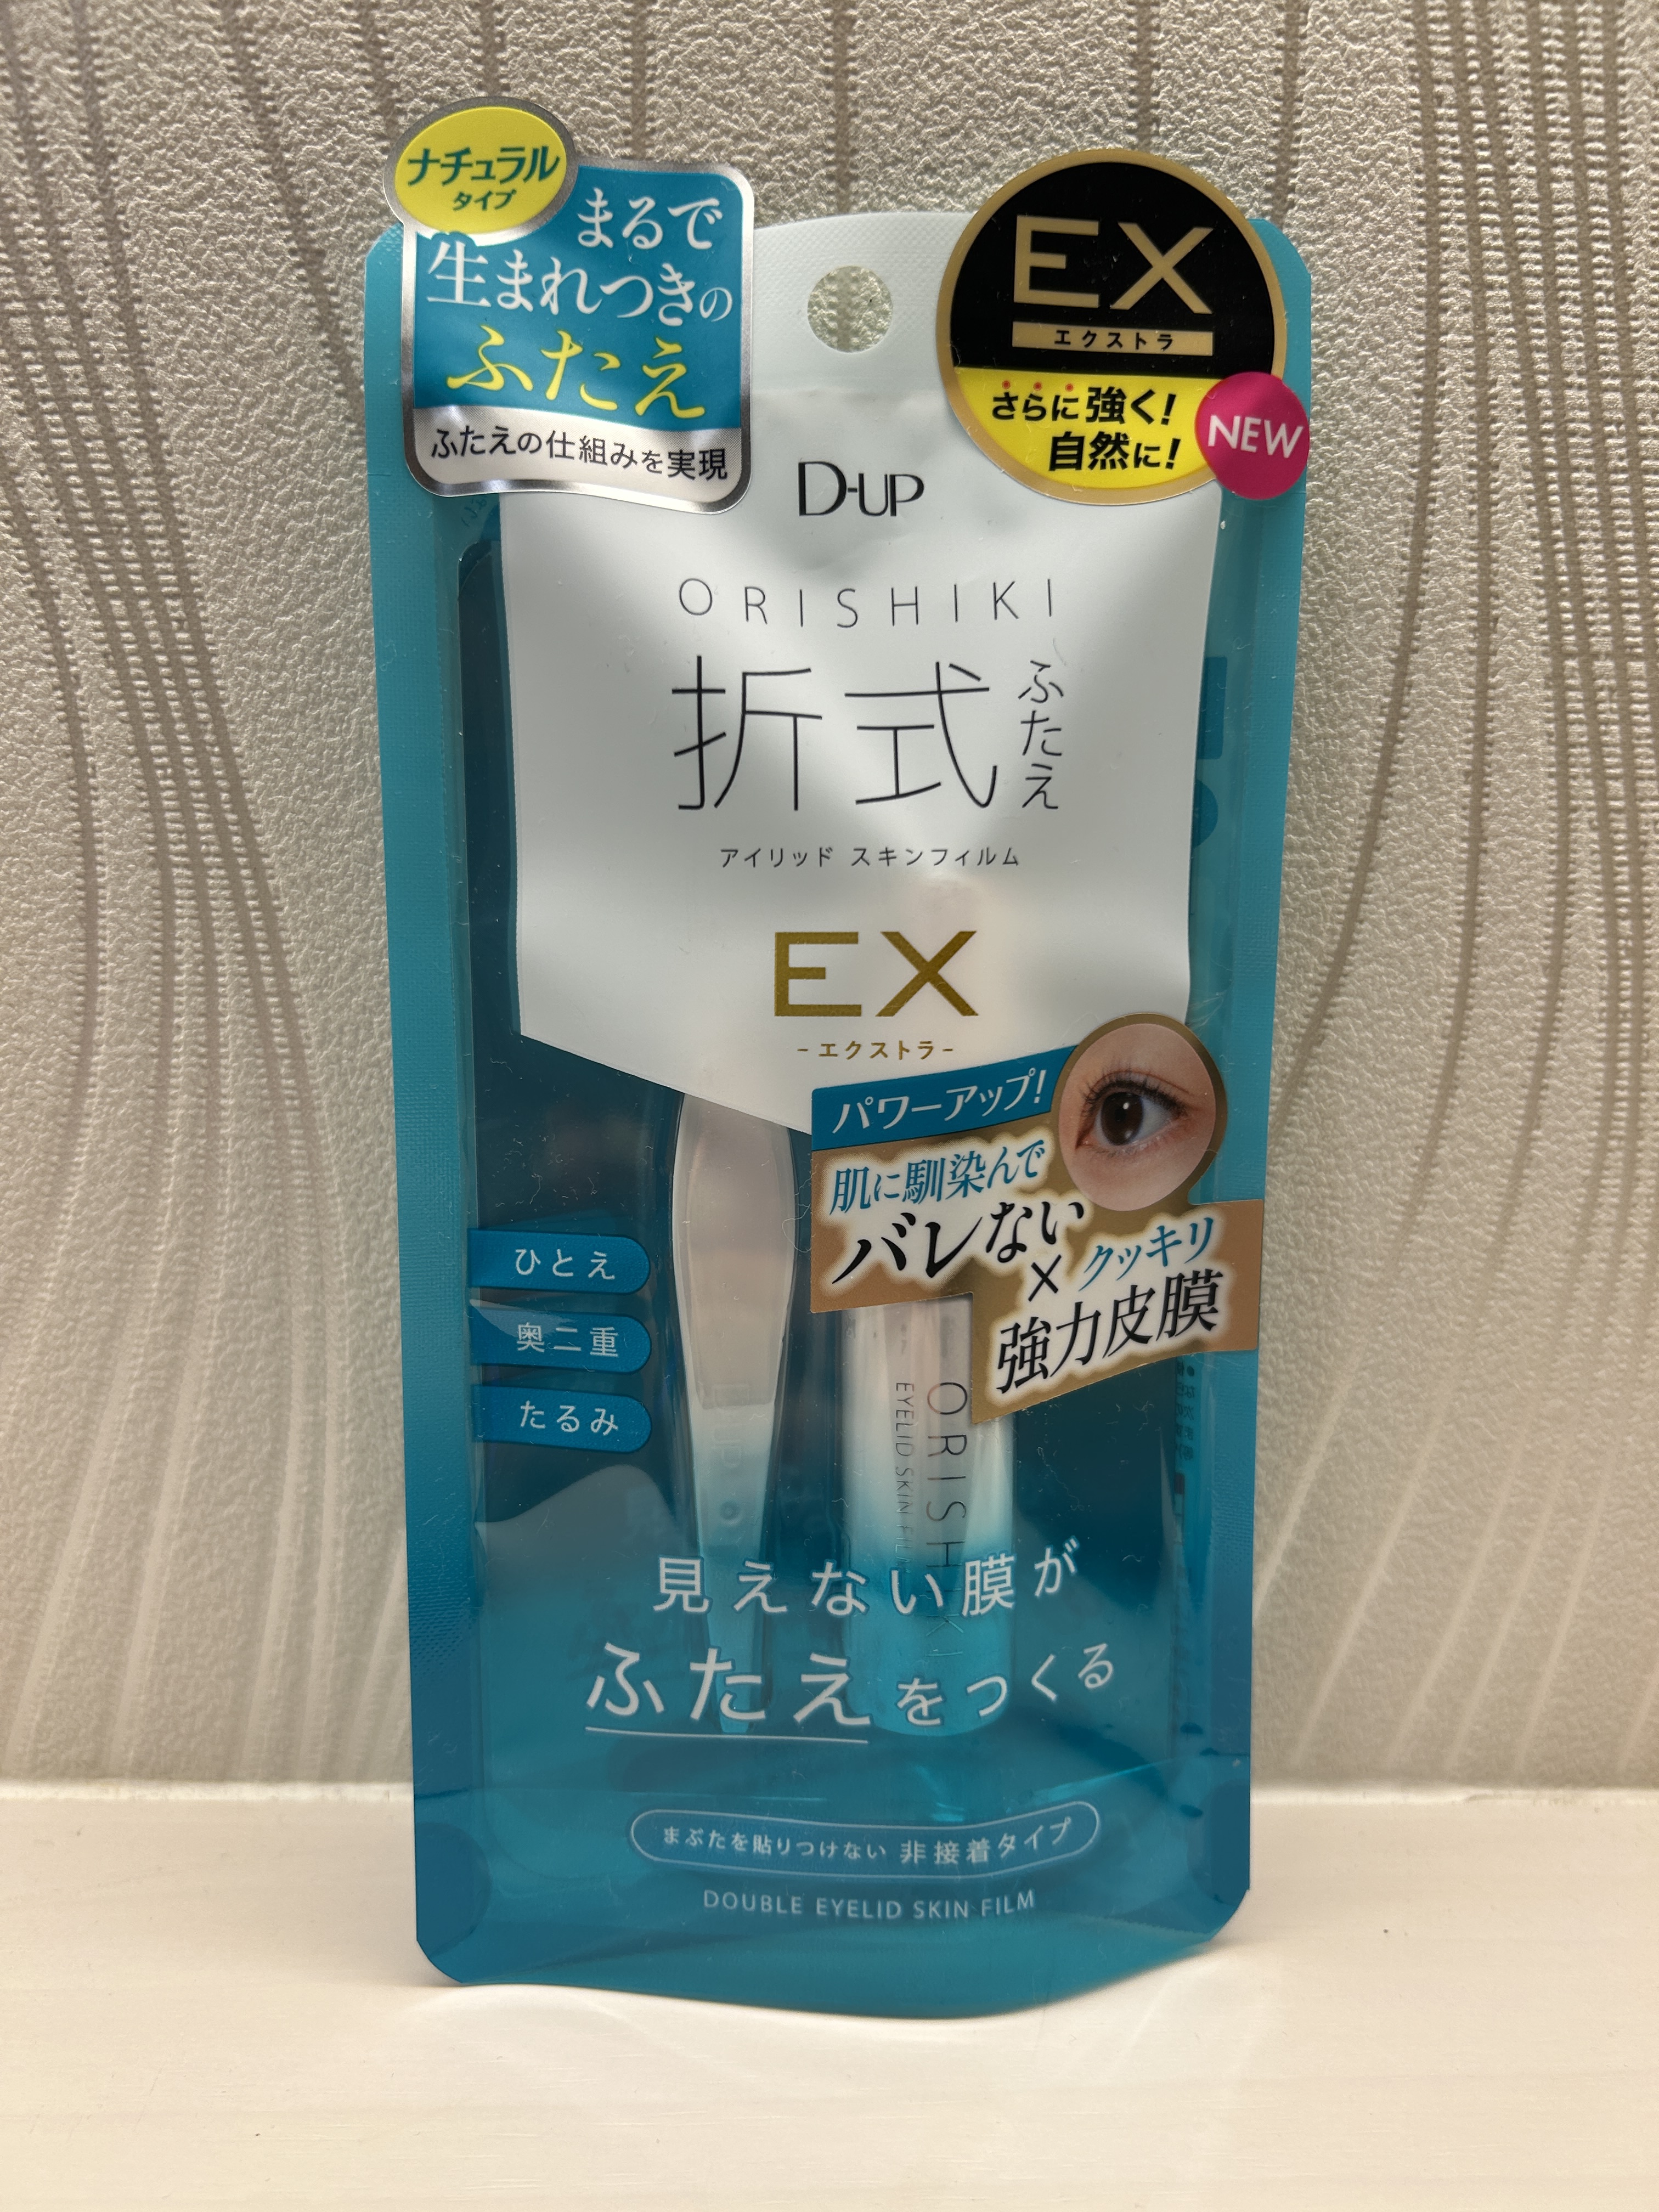 ナチュラル
タイプ
まるで
生まれつきの
ふたえ
ふたえの仕組みを実現
EX
エクストラ
さらに強く!
自然に!
NEW
D-UP
ORISHIKI
折式
ふたえ
アイリッド スキンフィルム
EX
-エクストラ-
パワーアップ!
肌に馴染んで
バレない
×
クッキリ
強力皮膜
ひとえ
奥二重
たるみ
ORISHIKI
EYELID SKIN FILM
見えない膜が
ふたえをつくる
まぶたを貼りつけない 非接着タイプ
DOUBLE EYELID SKIN FILM